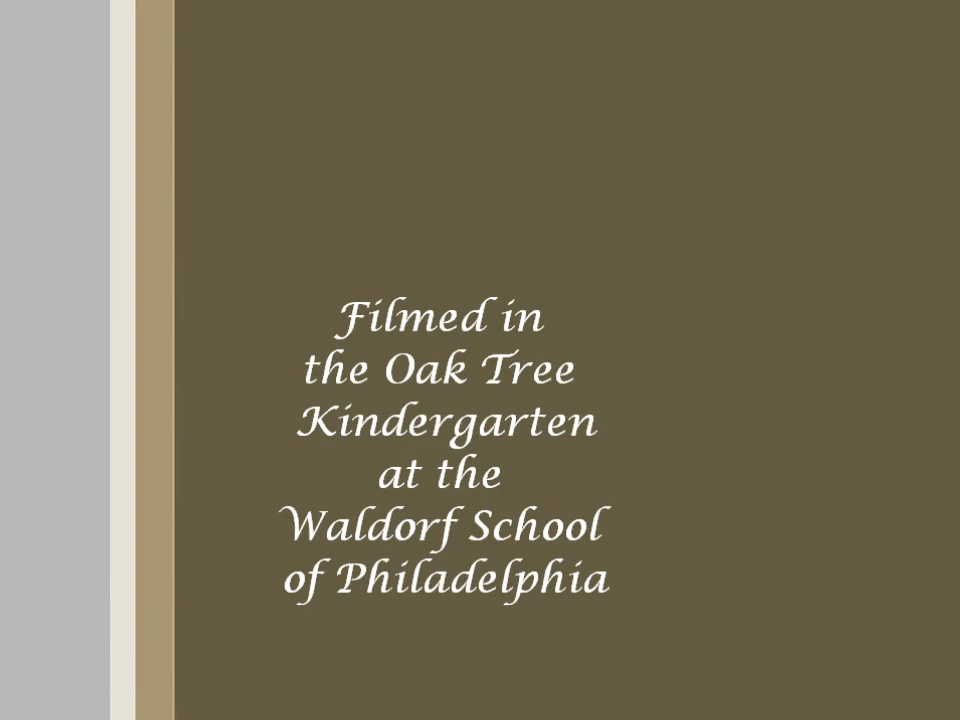 Filmed in
the Oak Tree
Kindergarten
at the
Waldorf School
of Philadelphia